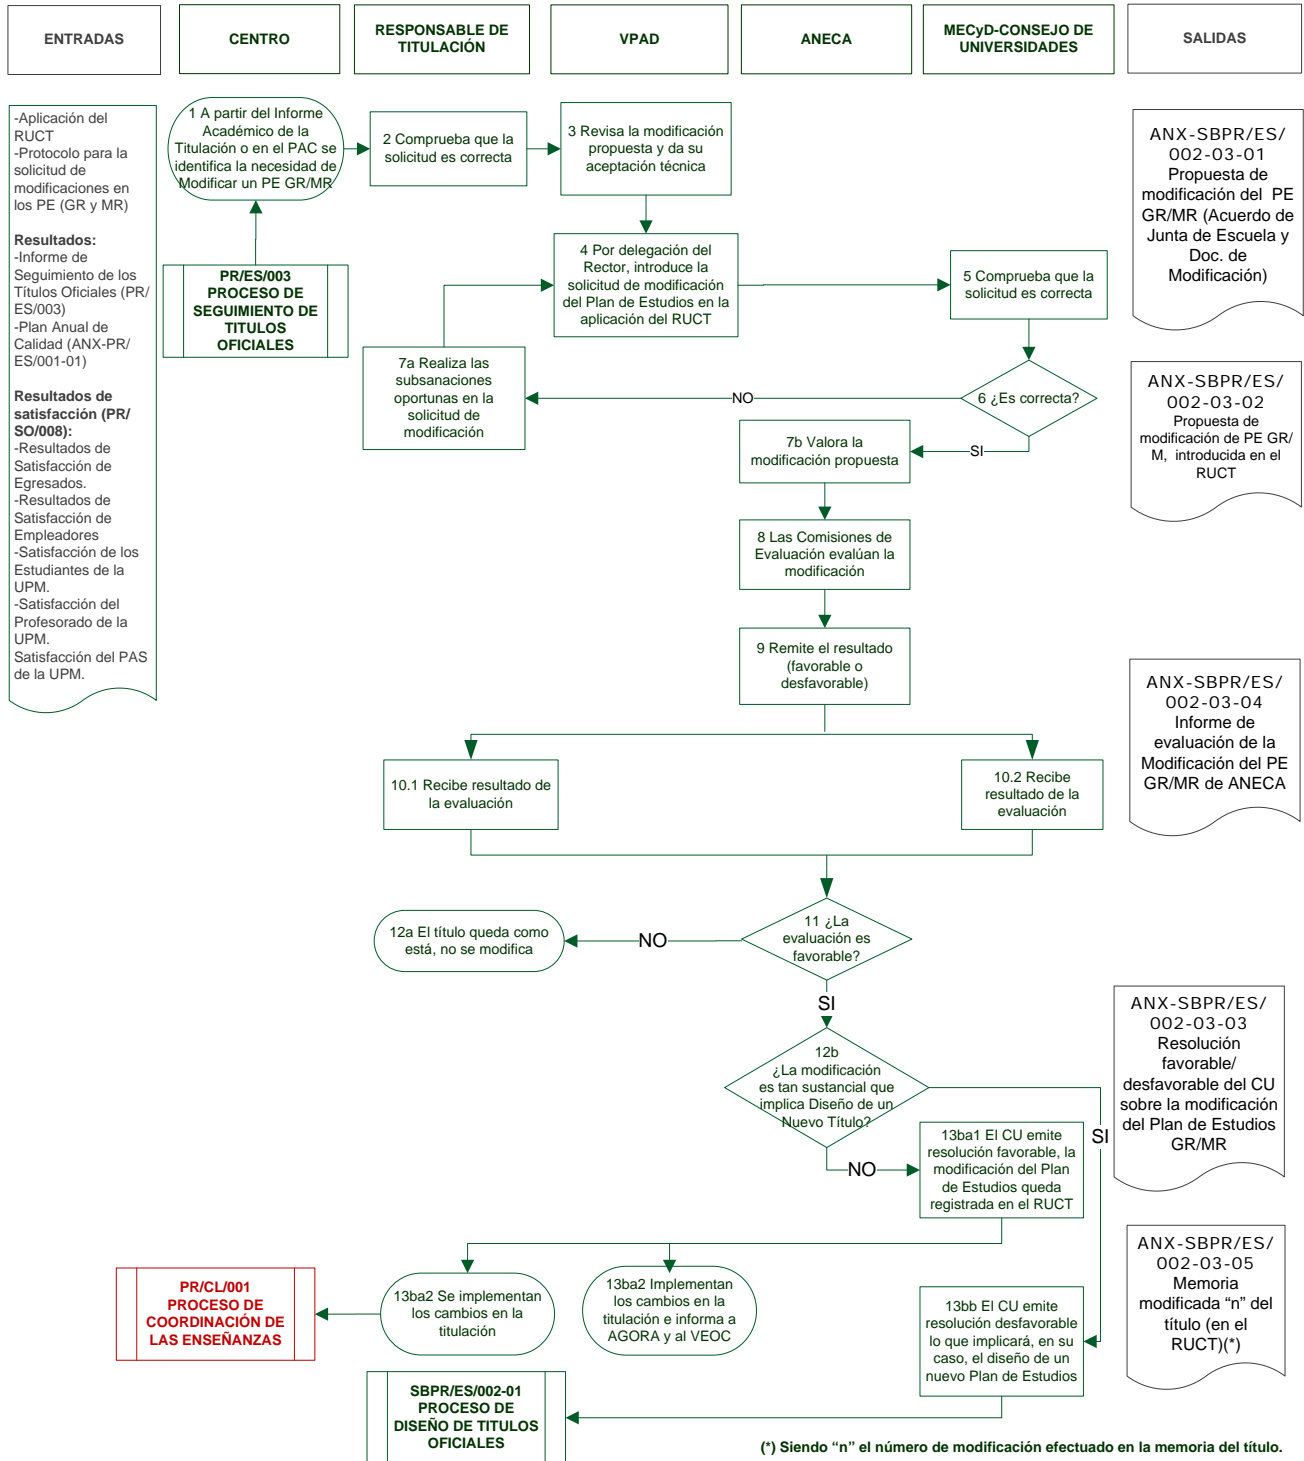 ENTRADAS
CENTRO
RESPONSABLE DE
TITULACIÓN
VPAD
ANECA
MECyD-CONSEJO DE
UNIVERSIDADES
SALIDAS
-Aplicación del
RUCT
-Protocolo para la
solicitud de
modificaciones en
los PE (GR y MR)
Resultados:
-Informe de
Seguimiento de los
Títulos Oficiales (PR/
ES/003)
-Plan Anual de
Calidad (ANX-PR/
ES/001-01)
Resultados de
satisfacción (PR/
SO/008):
-Resultados de
Satisfacción de
Egresados.
-Resultados de
Satisfacción de
Empleadores
-Satisfacción de los
Estudiantes de la
UPM.
-Satisfacción del
Profesorado de la
UPM.
Satisfacción del PAS
de la UPM.
1 A partir del Informe
Académico de la
Titulación o en el PAC se
identifica la necesidad de
Modificar un PE GR/MR
2 Comprueba que la
solicitud es correcta
3 Revisa la modificación
propuesta y da su
aceptación técnica
PR/ES/003
PROCESO DE
SEGUIMIENTO DE
TITULOS
OFICIALES
4 Por delegación del
Rector, introduce la
solicitud de modificación
del Plan de Estudios en la
aplicación del RUCT
5 Comprueba que la
solicitud es correcta
7a Realiza las
subsanaciones
oportunas en la
solicitud de
modificación
NO
6 ¿Es correcta?
SI
7b Valora la
modificación propuesta
8 Las Comisiones de
Evaluación evalúan la
modificación
9 Remite el resultado
(favorable o
desfavorable)
10.1 Recibe resultado de
la evaluación
10.2 Recibe
resultado de la
evaluación
11 ¿La
evaluación es
favorable?
NO
12a El título queda como
está, no se modifica
SI
12b
¿La modificación
es tan sustancial que
implica Diseño de un
Nuevo Título?
NO
SI
13ba1 El CU emite
resolución favorable, la
modificación del Plan
de Estudios queda
registrada en el RUCT
13ba2 Se implementan
los cambios en la
titulación
13ba2 Implementan
los cambios en la
titulación e informa a
AGORA y al VEOC
PR/CL/001
PROCESO DE
COORDINACIÓN DE
LAS ENSEÑANZAS
13bb El CU emite
resolución desfavorable
lo que implicará, en su
caso, el diseño de un
nuevo Plan de Estudios
SBPR/ES/002-01
PROCESO DE
DISEÑO DE TITULOS
OFICIALES
ANX-SBPR/ES/
002-03-01
Propuesta de
modificación del PE
GR/MR (Acuerdo de
Junta de Escuela y
Doc. de
Modificación)
ANX-SBPR/ES/
002-03-02
Propuesta de
modificación de PE GR/
M, introducida en el
RUCT
ANX-SBPR/ES/
002-03-04
Informe de
evaluación de la
Modificación del PE
GR/MR de ANECA
ANX-SBPR/ES/
002-03-03
Resolución
favorable/
desfavorable del CU
sobre la modificación
del Plan de Estudios
GR/MR
ANX-SBPR/ES/
002-03-05
Memoria
modificada “n” del
título (en el
RUCT)(*)
(*) Siendo “n” el número de modificación efectuado en la memoria del título.